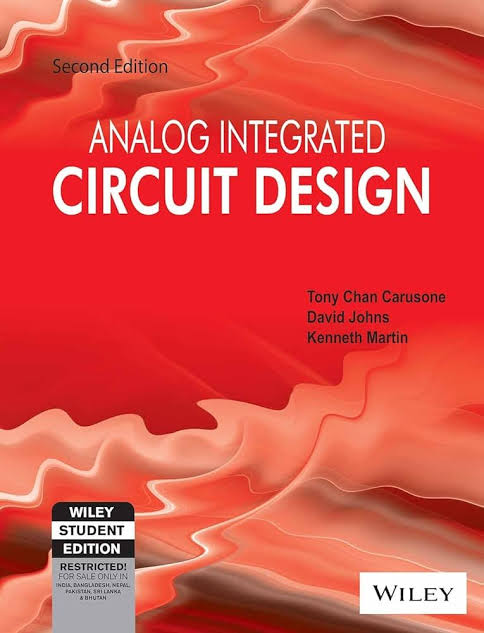 Second Edition
ANALOG INTEGRATED
CIRCUIT DESIGN
Tony Chan Carusone
David Johns
Kenneth Martin
WILEY
STUDENT
EDITION
RESTRICTED!
FOR SALE ONLY IN
INDIA, BANGLADESH, NEPAL,
PAKISTAN, SRI LANKA
& BHUTAN
WILEY